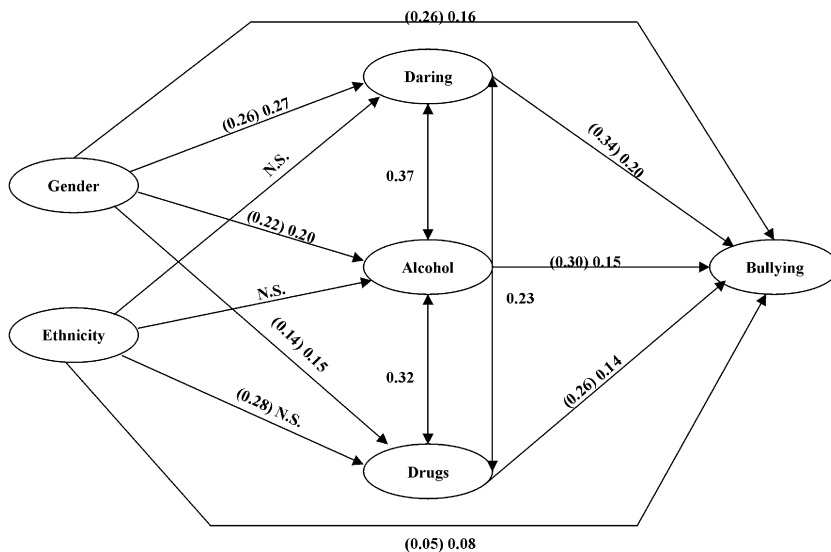 (0.26) 0.16
Daring
(0.26) 0.27
N.S.
(0.34) 0.20
0.37
Gender
(0.22) 0.20
Alcohol
(0.30) 0.15
Bullying
N.S.
0.23
Ethnicity
(0.14) 0.15
0.32
(0.26) 0.14
(0.28) N.S.
Drugs
(0.05) 0.08